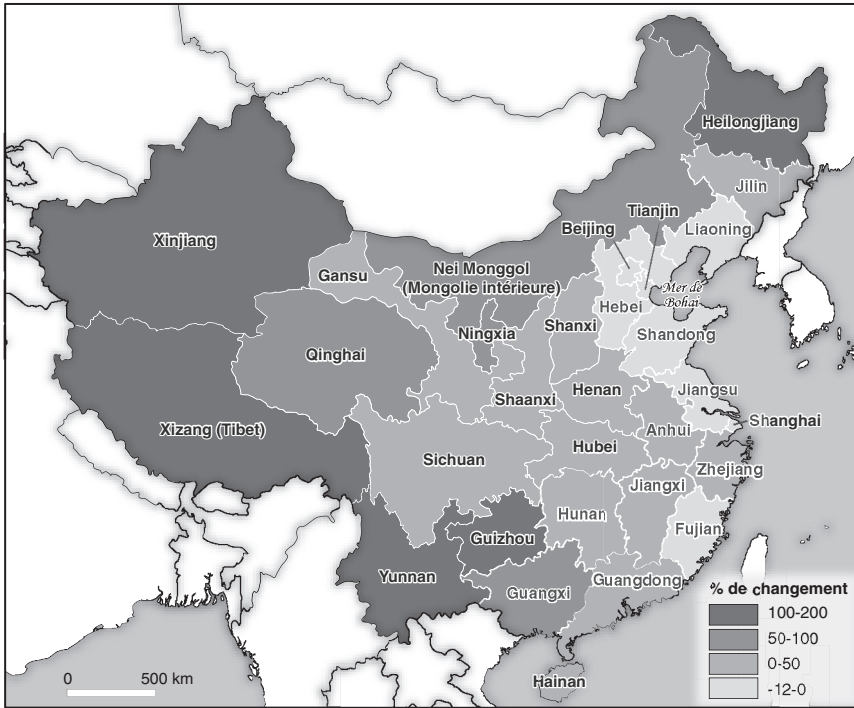 Heilongjiang
Jilin
Tianjin
Liaoning
Beijing
Xinjiang
Gansu
Nei Monggol
(Mongolie intérieure)
Mer de
Bohai
Hebei
Ningxia
Shanxi
Shandong
Qinghai
Henan
Jiangsu
Shaanxi
Shanghai
Xizang (Tibet)
Anhui
Hubei
Sichuan
Zhejiang
Jiangxi
Hunan
Guizhou
Fujian
Yunnan
Guangxi
Guangdong
Hainan
% de changement
100-200
50-100
0-50
-12-0
0 500 km